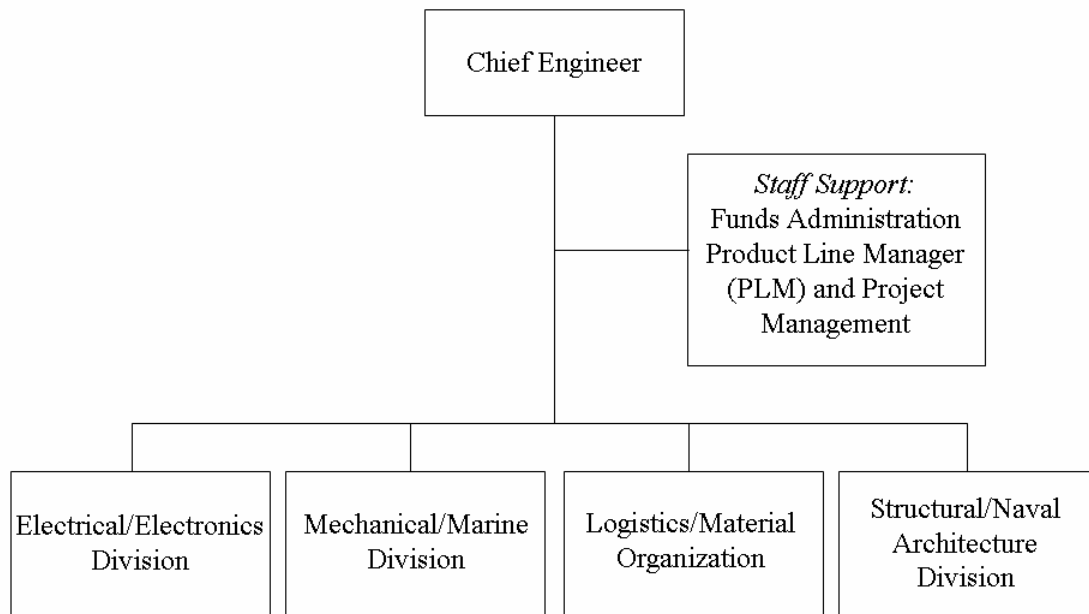 Chief Engineer
Staff Support:
Funds Administration
Product Line Manager
(PLM) and Project
Management
Electrical/Electronics
Division
Mechanical/Marine
Division
Logistics/Material
Organization
Structural/Naval
Architecture
Division